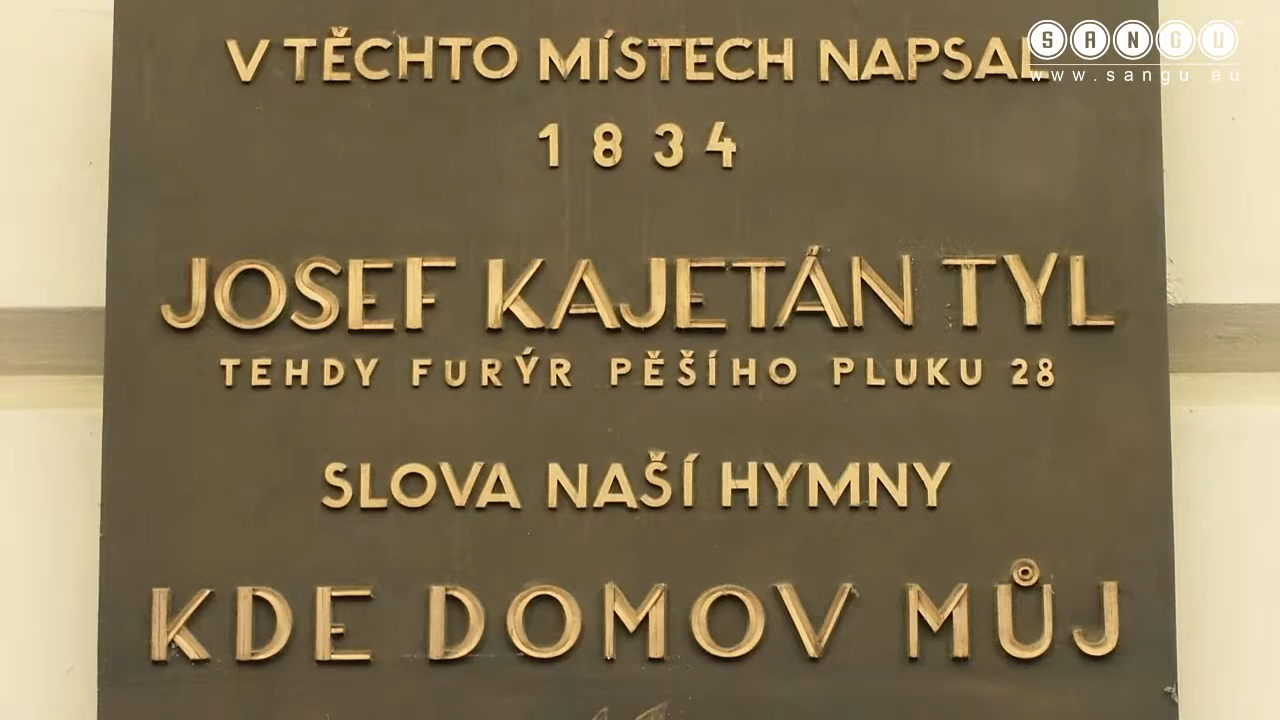 SANGU
www.sangu.eu
V TĚCHTO MÍSTECH NAPSAL
1834
JOSEF KAJETÁN TYL
TEHDY FURÝR PĚŠÍHO PLUKU 28
SLOVA NAŠÍ HYMNY
KDE DOMOV MŮJ